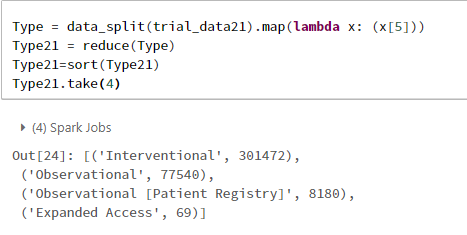 Type = data_split(trial_data21).map(lambda x: (x[5]))
Type21 = reduce(Type)
Type21=sort(Type21)
Type21.take(4)
(4) Spark Jobs
Out[24]: [('Interventional', 301472),
('Observational', 77540),
('Observational [Patient Registry]', 8180),
('Expanded Access', 69)]